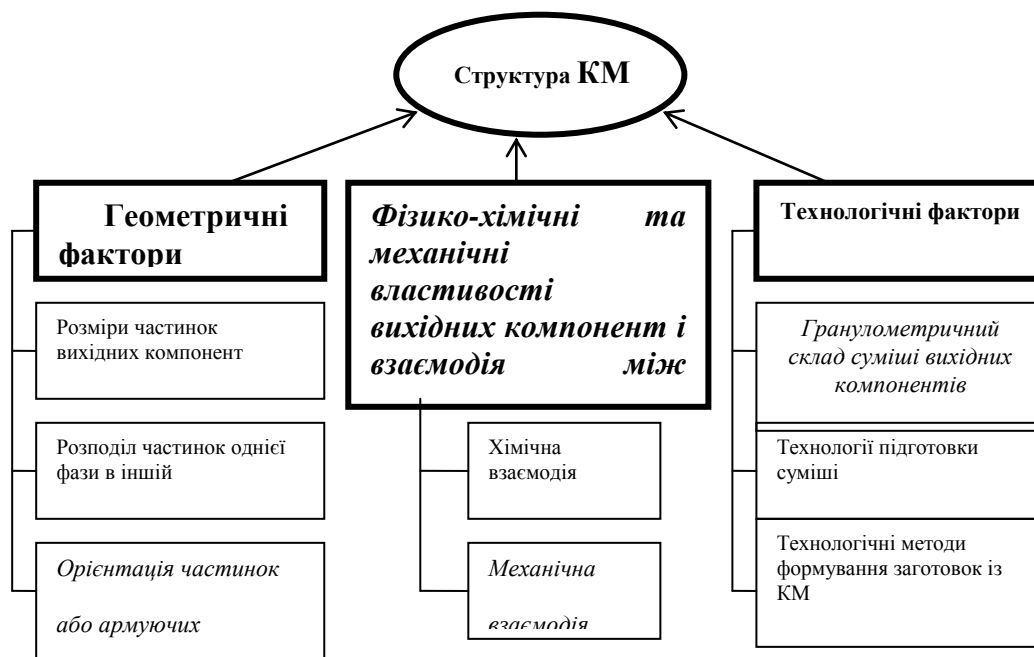 Структура КМ
Геометричні
фактори
Розміри частинок
вихідних компонент
Розподіл частинок однієї
фази в іншій
Орієнтація частинок
або армуючих
Фізико-хімічні та
механічні
властивості
вихідних компонент і
взаємодія між
Хімічна
взаємодія
Механічна
взаємодія
Технологічні фактори
Гранулометричний
склад суміші вихідних
компонентів
Технології підготовки
суміші
Технологічні методи
формування заготовок із
КМ